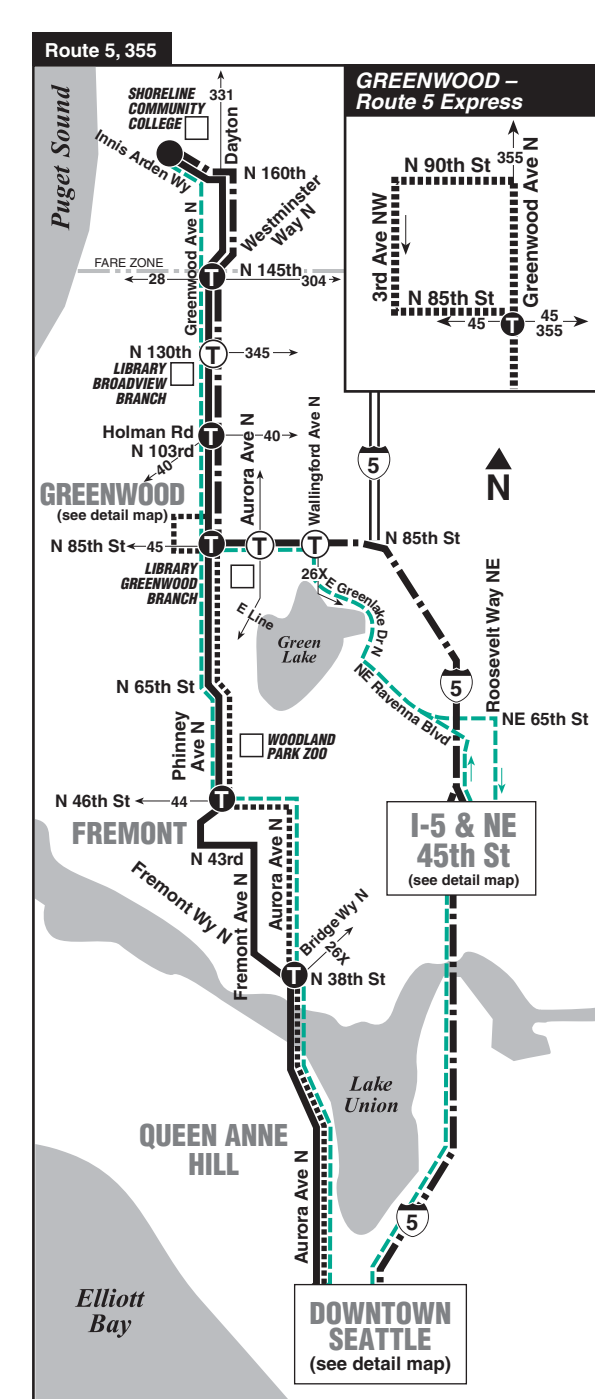 Route 5, 355
GREENWOOD –
Route 5 Express
Puget Sound
SHORELINE
COMMUNITY
COLLEGE
331
Dayton
Innis Arden Wy
N 160th
Westminster
Way N
Greenwood Ave N
FARE ZONE
28
N 145th
304
T
N 90th St
355
Greenwood Ave N
3rd Ave NW
N 85th St
45
T
45
355
N 130th
T
345
LIBRARY
BROADVIEW
BRANCH
Holman Rd
N 103rd
T
40
40
Aurora Ave N
Wallingford Ave N
5
N
GREENWOOD
(see detail map)
N 85th St
45
T
T
T
N 85th St
LIBRARY
GREENWOOD
BRANCH
26X
E Line
E Greenlake Dr N
Green
Lake
Roosevelt Way NE
N 65th St
NE Ravenna Blvd
5
NE 65th St
Phinney
Ave N
WOODLAND
PARK ZOO
N 46th St
44
T
FREMONT
I-5 & NE
45th St
(see detail map)
N 43rd
Fremont Wy N
Fremont Ave N
Aurora Ave N
Bridge Wy N
26X
T
N 38th St
Lake
Union
QUEEN ANNE
HILL
Aurora Ave N
5
Elliott
Bay
DOWNTOWN
SEATTLE
(see detail map)